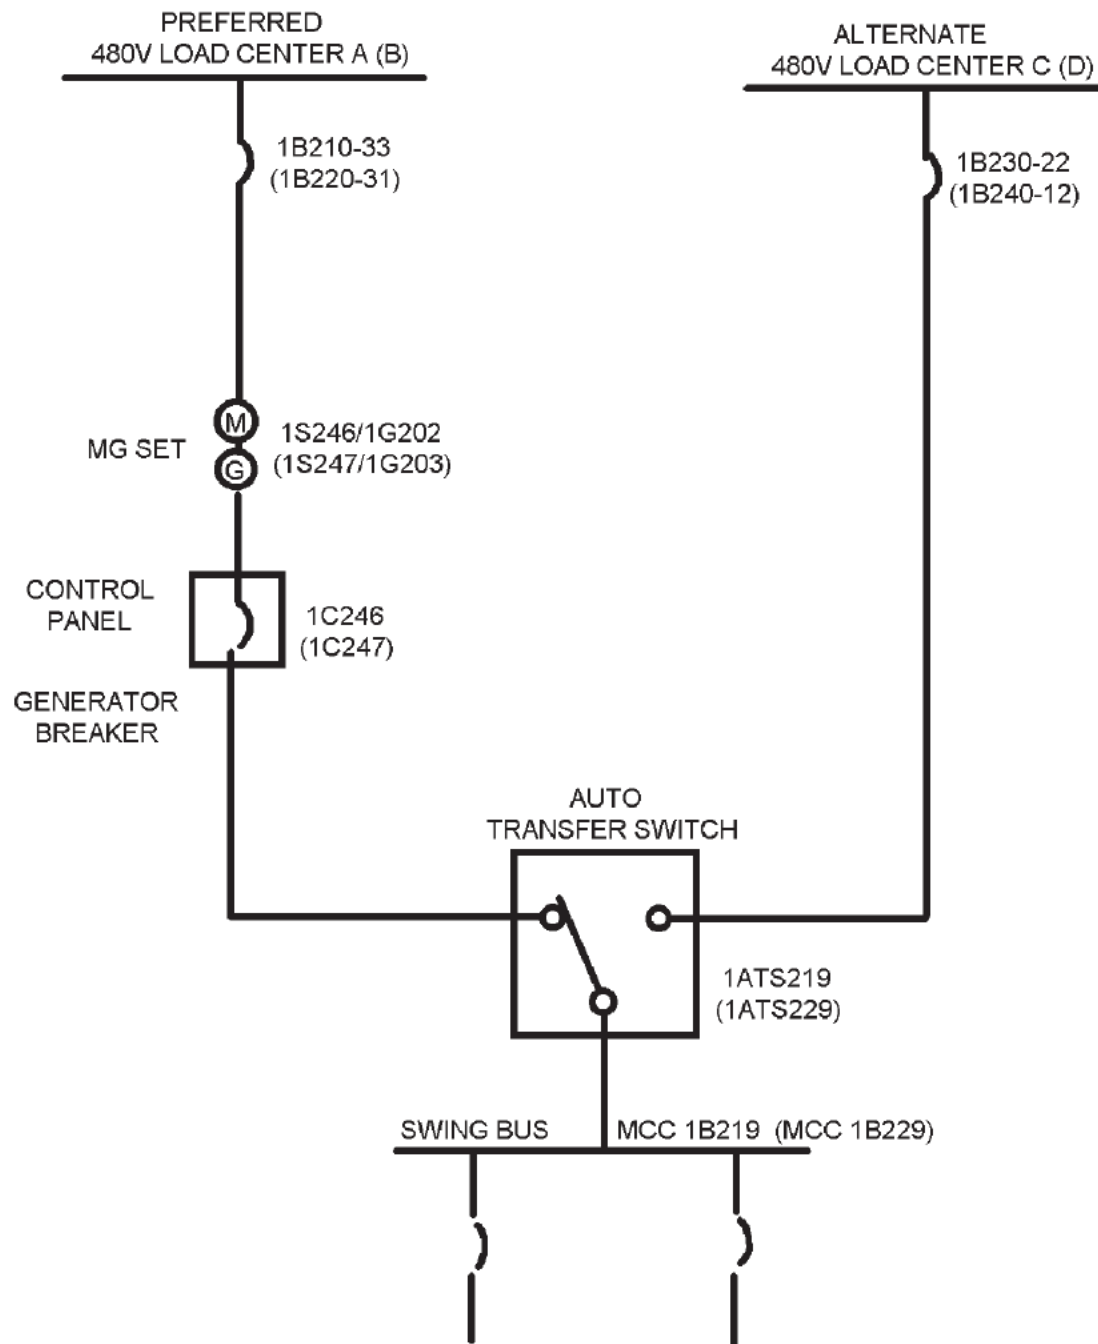 PREFERRED
480V LOAD CENTER A (B)
ALTERNATE
480V LOAD CENTER C (D)
1B210-33
(1B220-31)
1B230-22
(1B240-12)
MG SET
M
G
1S246/1G202
(1S247/1G203)
CONTROL
PANEL
1C246
(1C247)
GENERATOR
BREAKER
AUTO
TRANSFER SWITCH
1ATS219
(1ATS229)
SWING BUS
MCC 1B219 (MCC 1B229)